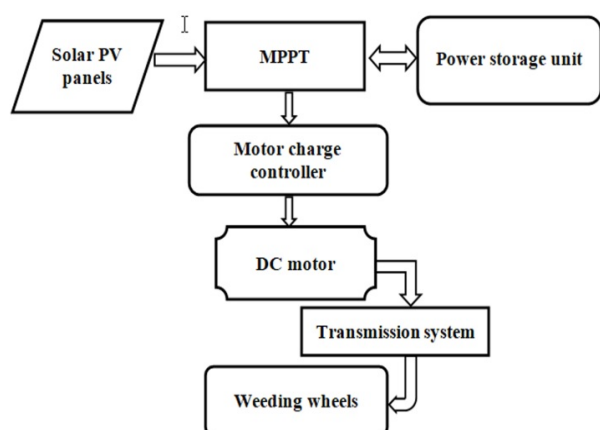 Solar PV
panels
MPPT
Power storage unit
Motor charge
controller
DC motor
Transmission system
Weeding wheels